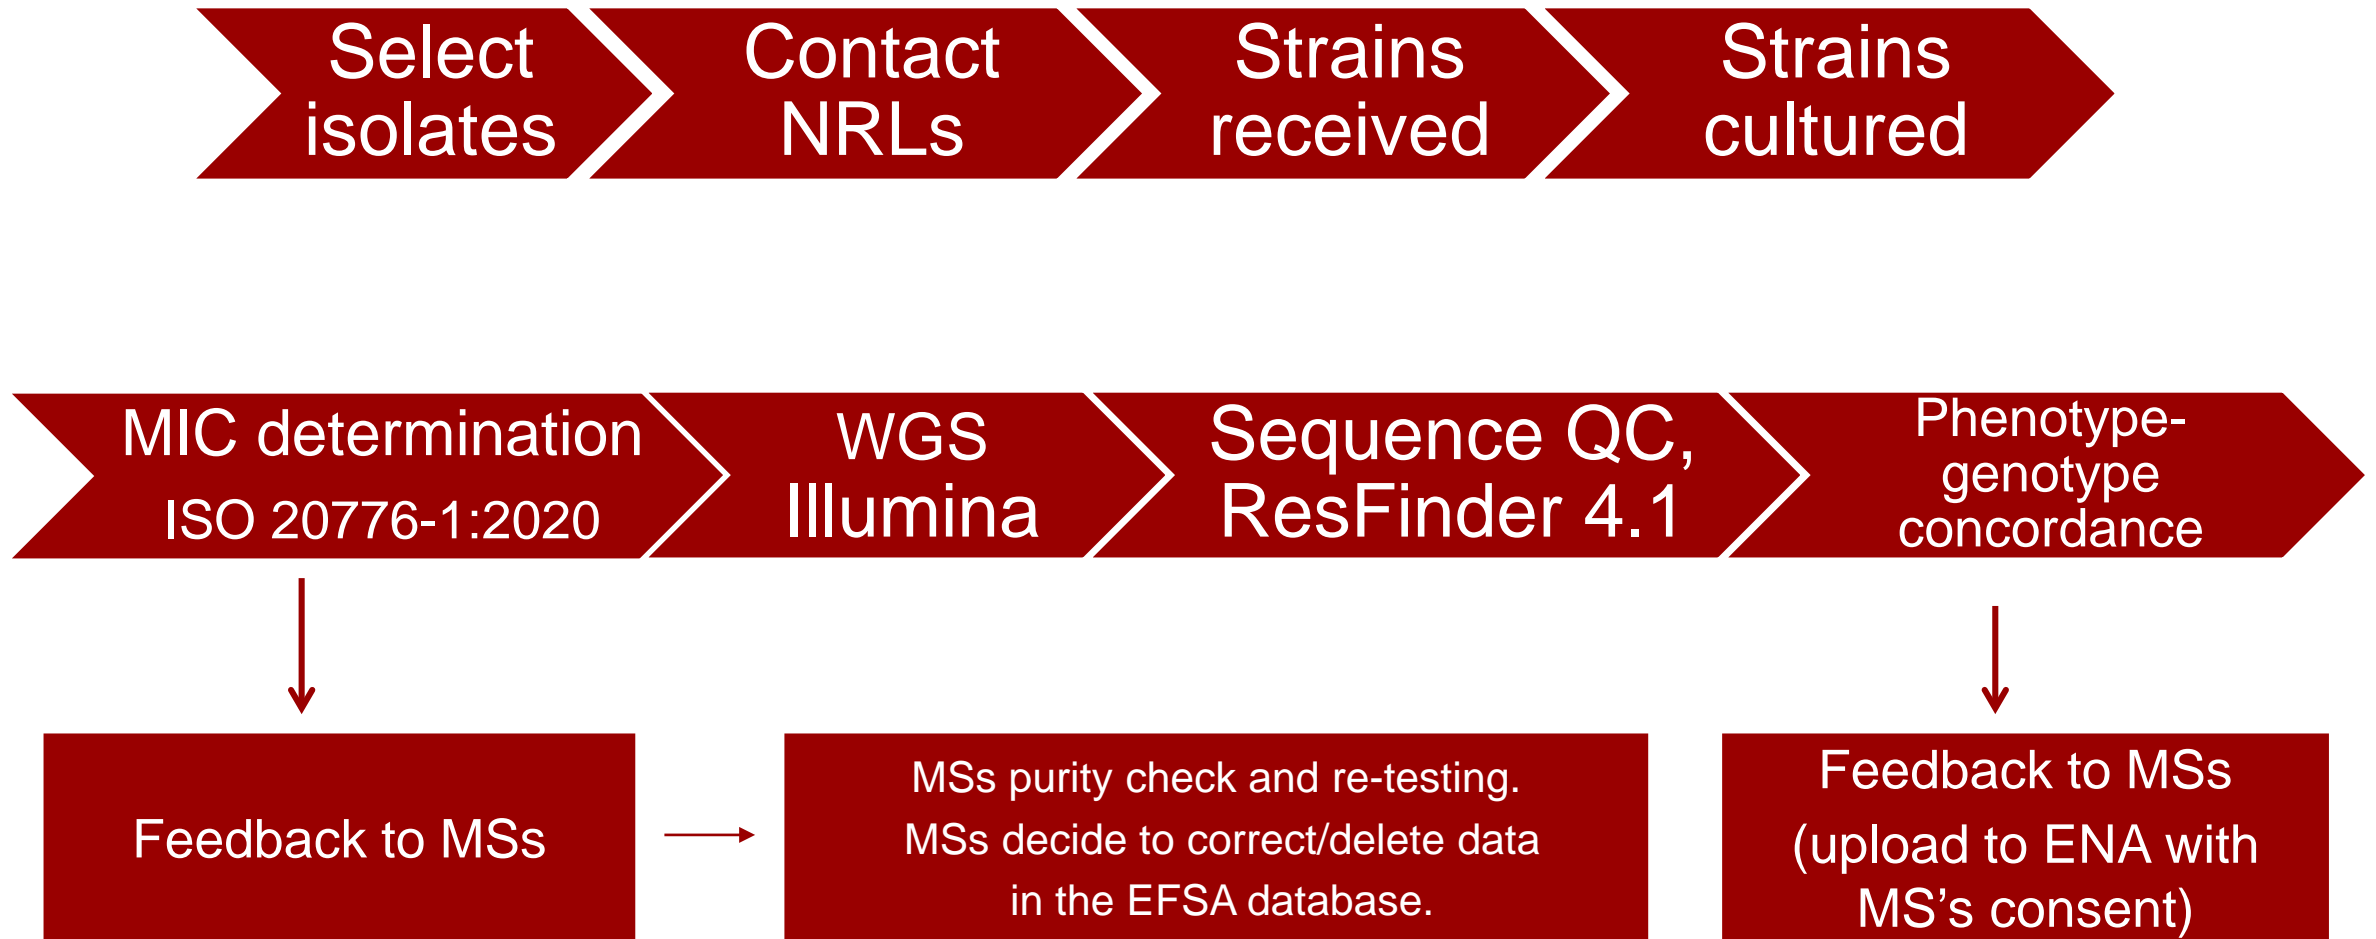 Select
isolates
Contact
NRLs
Strains
received
Strains
cultured
MIC determination
ISO 20776-1:2020
WGS
Illumina
Sequence QC,
ResFinder 4.1
Phenotype-
genotype
concordance
Feedback to MSs
MSs purity check and re-testing.
MSs decide to correct/delete data
in the EFSA database.
Feedback to MSs
(upload to ENA with
MS’s consent)